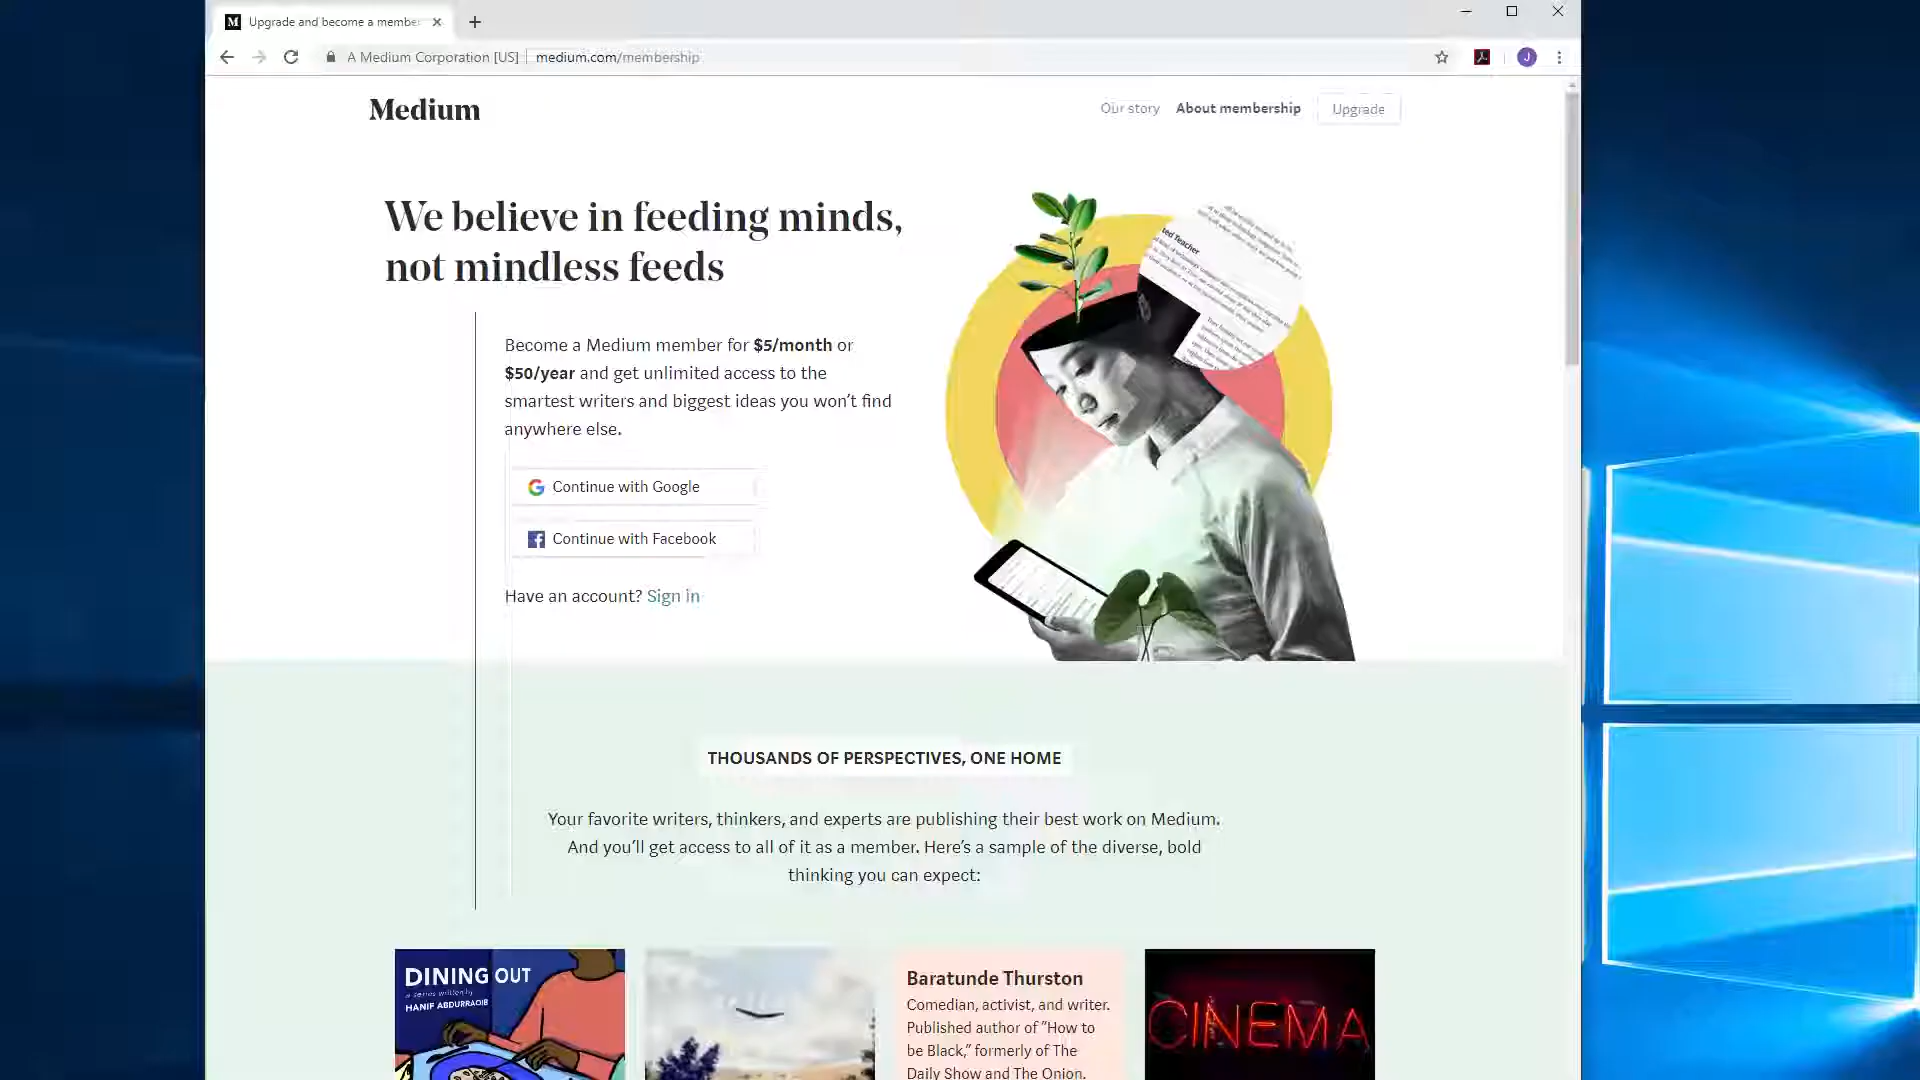 M Upgrade and become a membe
A Medium Corporation [US] medium.com/membership
J
Medium
Our story About membership Upgrade
We believe in feeding minds,
not mindless feeds
ted Teacher
Become a Medium member for $5/month or
$50/year and get unlimited access to the
smartest writers and biggest ideas you won't find
anywhere else.
Continue with Google
Continue with Facebook
Have an account? Sign in
THOUSANDS OF PERSPECTIVES, ONE HOME
Your favorite writers, thinkers, and experts are publishing their best work on Medium.
And you'll get access to all of it as a member. Here's a sample of the diverse, bold
thinking you can expect:
DINING OUT
a series written by
HANIF ABDURRAQIB
Baratunde Thurston
Comedian, activist, and writer.
Published author of "How to
be Black," formerly of The
Daily Show and The Onion.
CINEMA